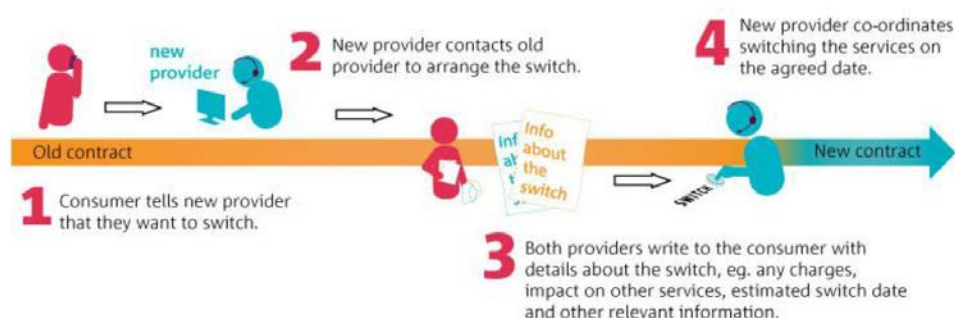 1
Consumer tells new provider
that they want to switch.
new
provider
2
New provider contacts old
provider to arrange the switch.
3
Both providers write to the consumer with
details about the switch, eg. any charges,
impact on other services, estimated switch date
and other relevant information.
Info
about
the
switch
4
New provider co-ordinates
switching the services on
the agreed date.
SWITCH
Old contract
New contract